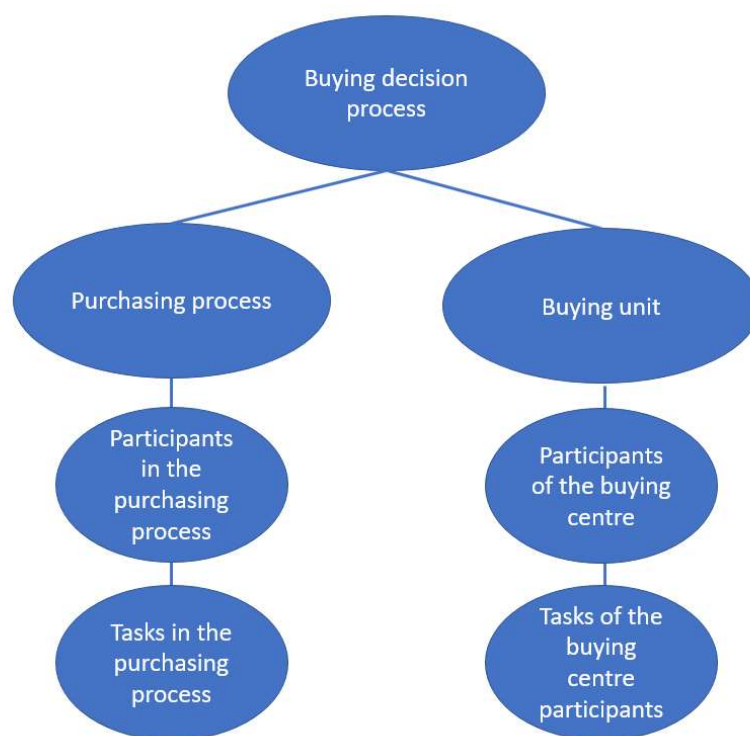 Buying decision
process
Purchasing process
Buying unit
Participants
in the
purchasing
process
Participants
of the buying
centre
Tasks in the
purchasing
process
Tasks of the
buying
centre
participants